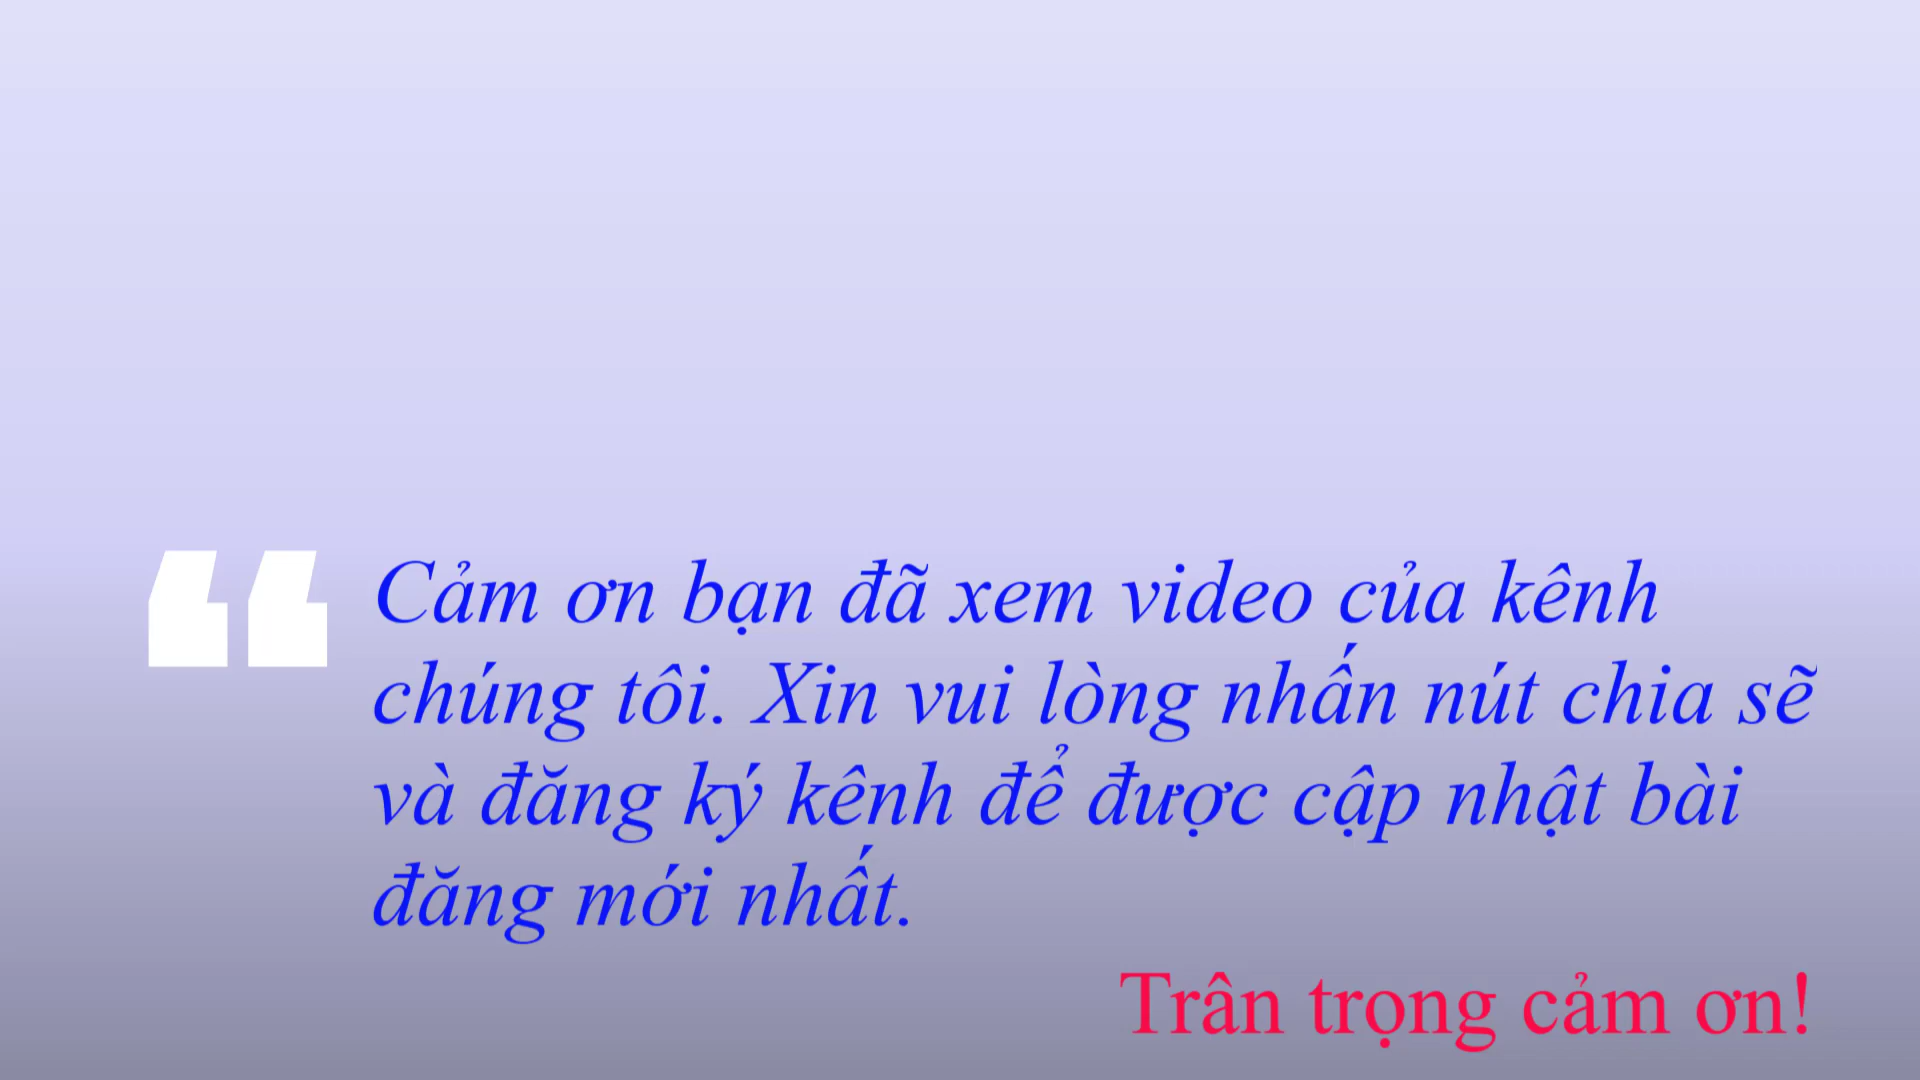 “
Cảm ơn bạn đã xem video của kênh
chúng tôi. Xin vui lòng nhấn nút chia sẽ
và đăng ký kênh để được cập nhật bài
đăng mới nhất.
Trân trọng cảm ơn!